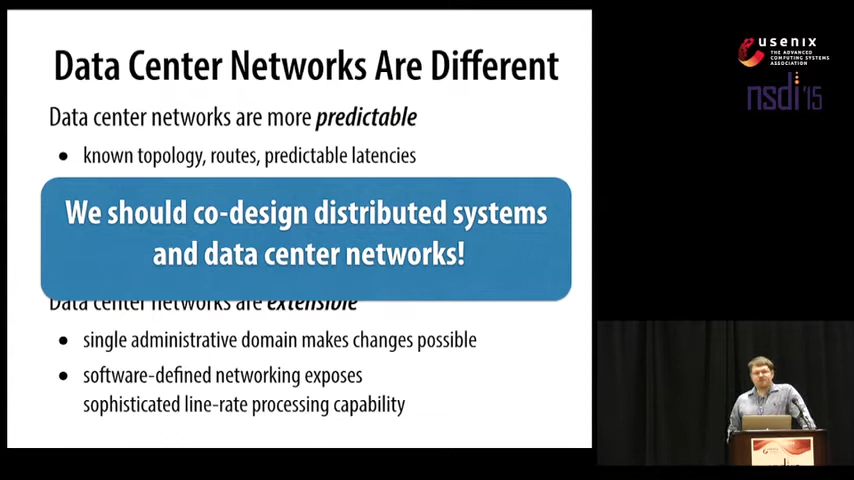 Data Center Networks Are Different
Data center networks are more predictable
• known topology, routes, predictable latencies
We should co-design distributed systems
and data center networks!
Data center networks are extensible
• single administrative domain makes changes possible
• software-defined networking exposes
sophisticated line-rate processing capability
usenix
THE ADVANCED
COMPUTING SYSTEMS
ASSOCIATION
nsdi '15